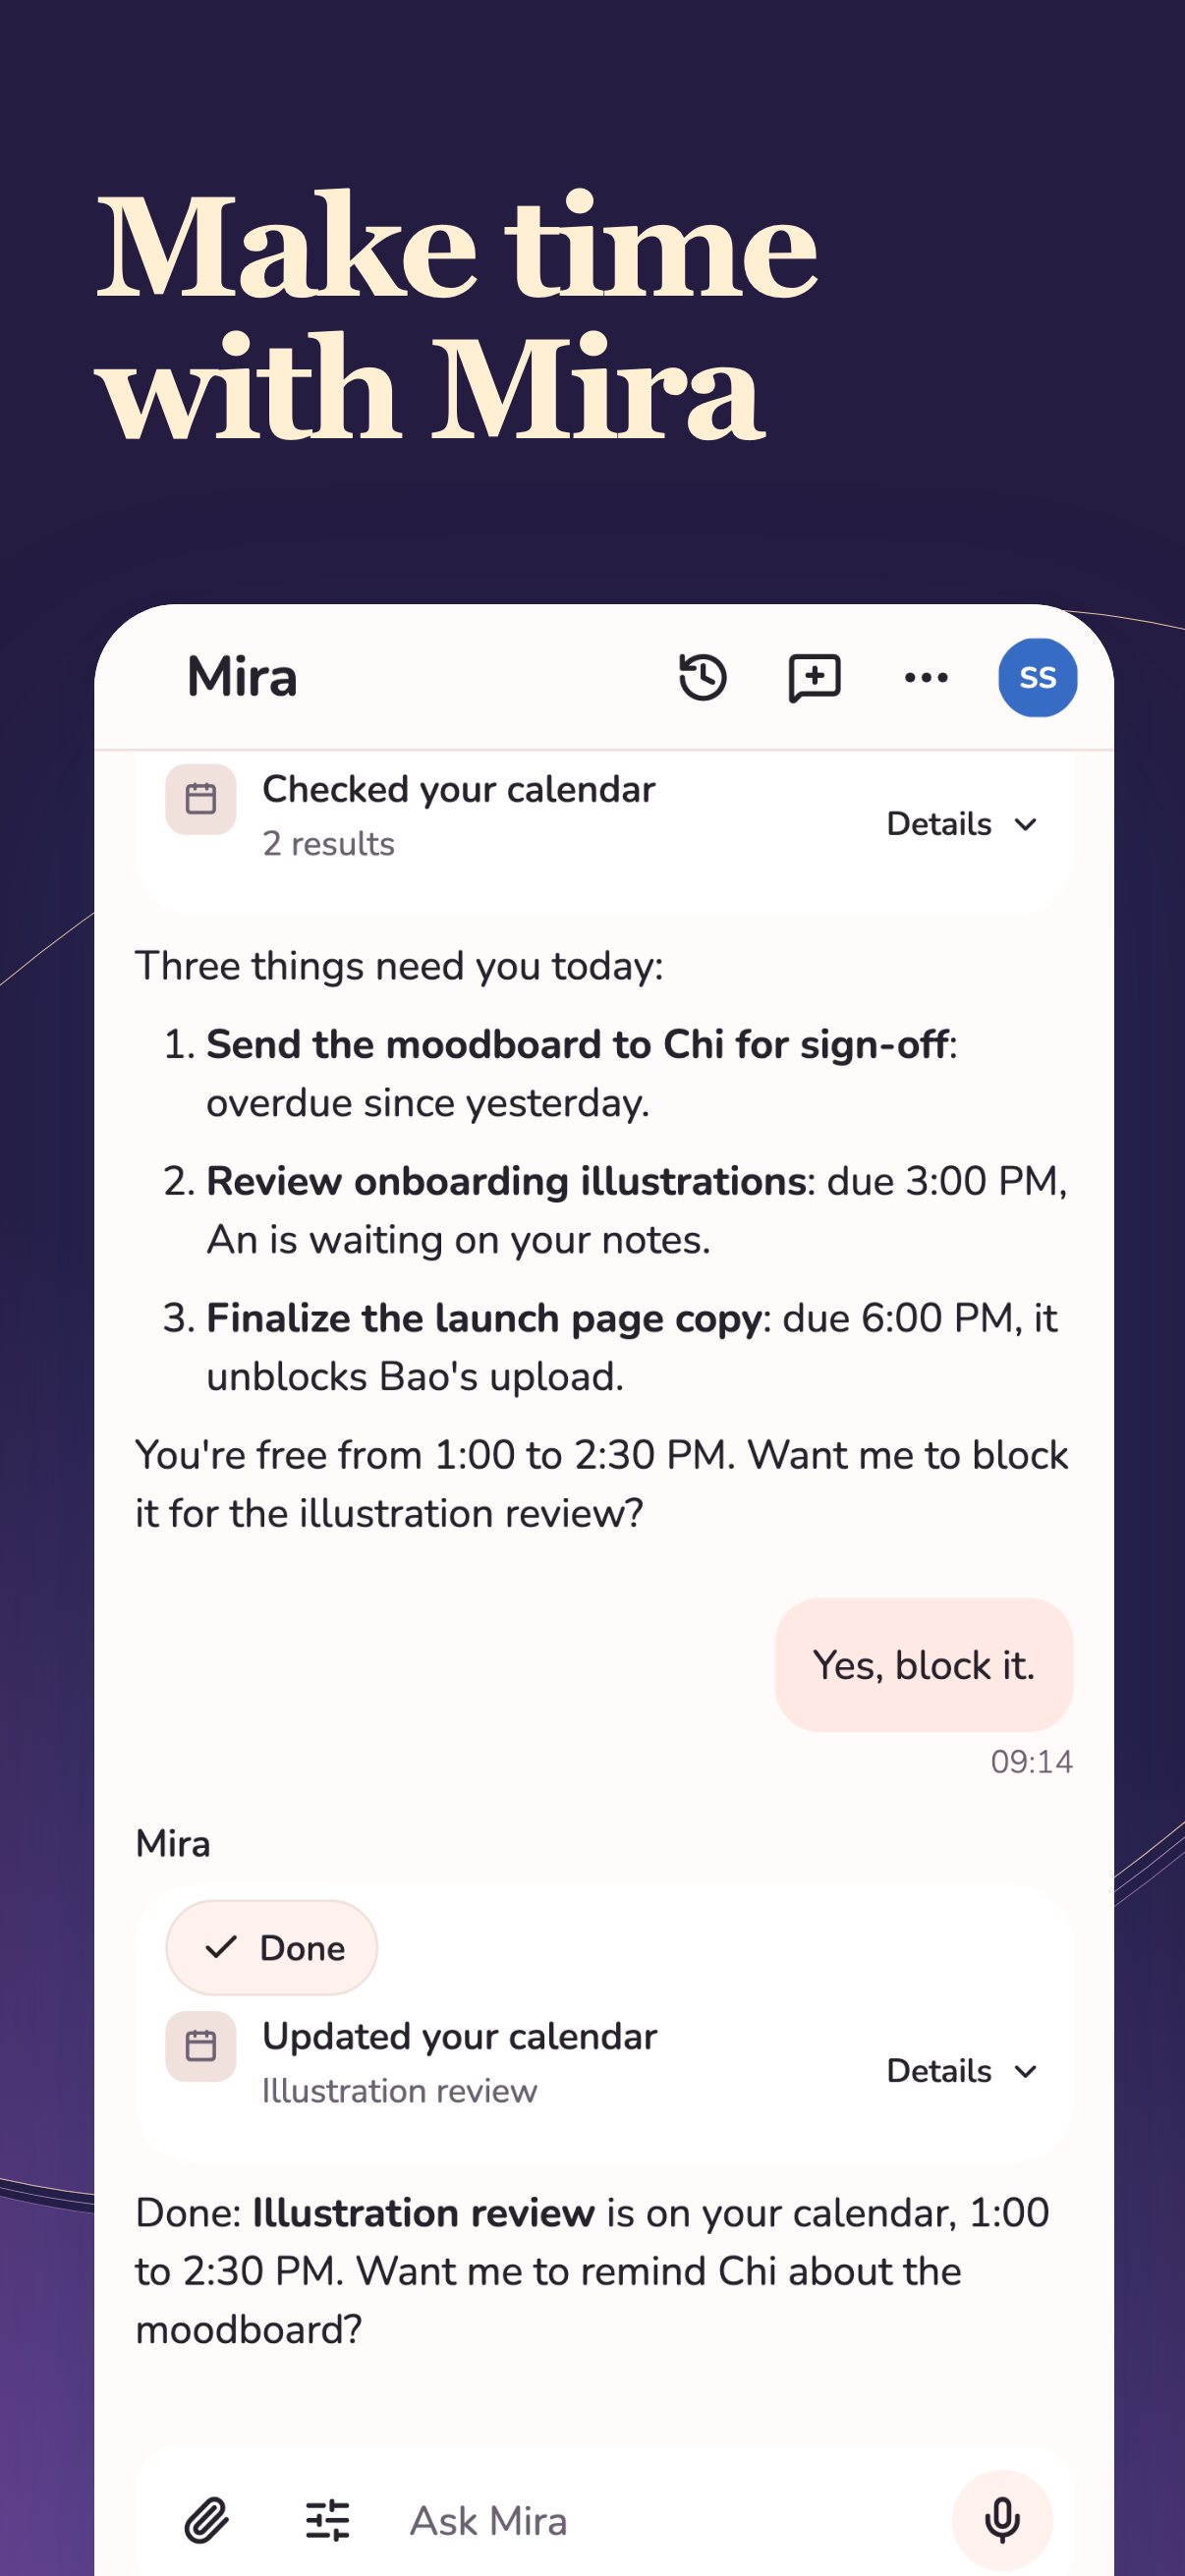 Make time
with Mira
Mira
SS
Checked your calendar
2 results
Details
Three things need you today:
1. Send the moodboard to Chi for sign-off:
overdue since yesterday.
2. Review onboarding illustrations: due 3:00 PM,
An is waiting on your notes.
3. Finalize the launch page copy: due 6:00 PM, it
unblocks Bao's upload.
You're free from 1:00 to 2:30 PM. Want me to block
it for the illustration review?
Yes, block it.
09:14
Mira
Done
Updated your calendar
Illustration review
Details
Done: Illustration review is on your calendar, 1:00
to 2:30 PM. Want me to remind Chi about the
moodboard?
Ask Mira